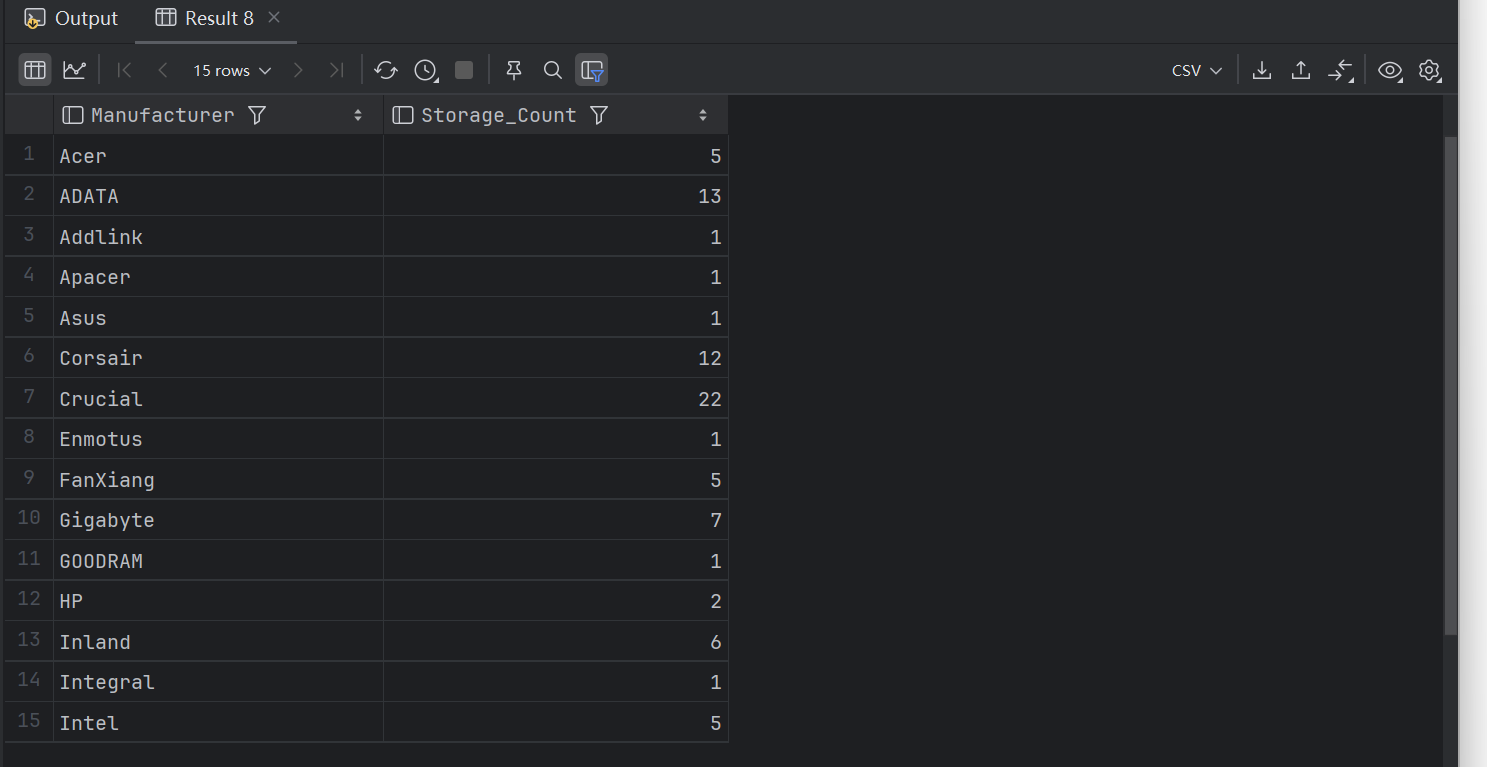 Output Result 8
15 rows CSV
Manufacturer Storage_Count
1 Acer 5
2 ADATA 13
3 Addlink 1
4 Apacer 1
5 Asus 1
6 Corsair 12
7 Crucial 22
8 Enmotus 1
9 FanXiang 5
10 Gigabyte 7
11 GOODRAM 1
12 HP 2
13 Inland 6
14 Integral 1
15 Intel 5